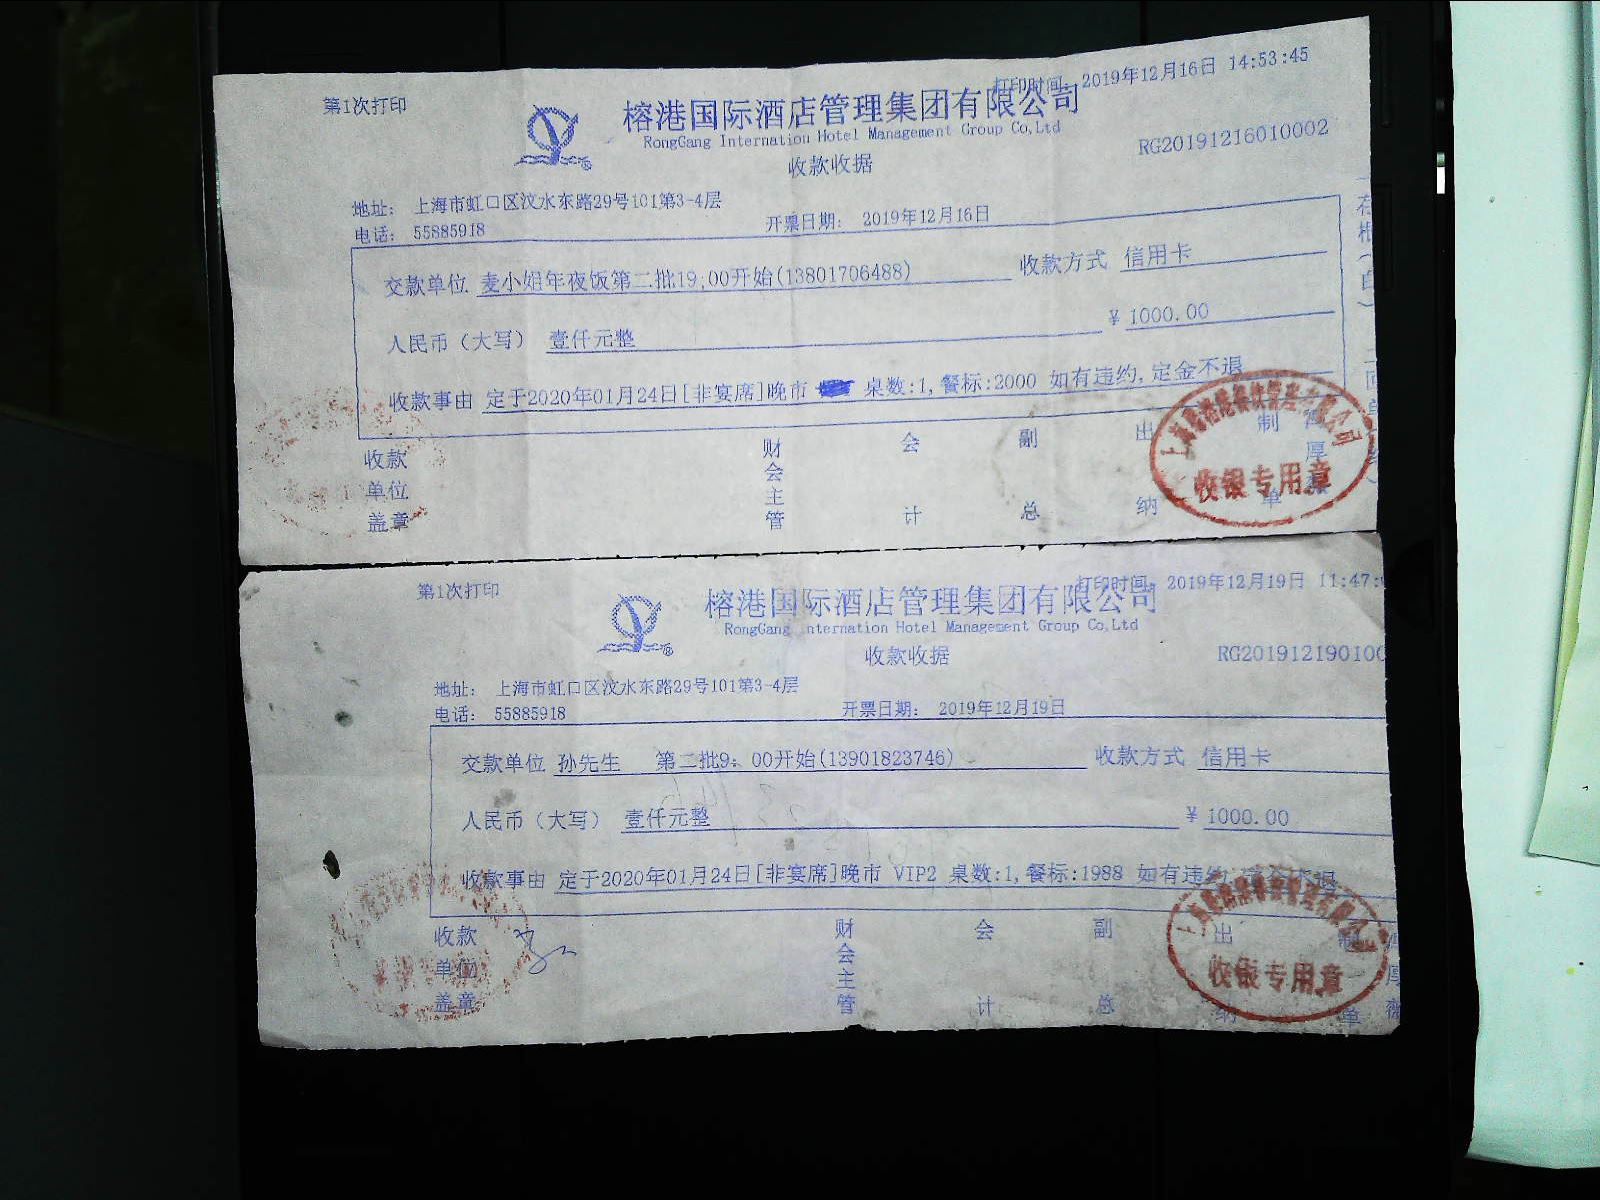 第1次打印
打印时间: 2019年12月16日 14:53:45
榕港国际酒店管理集团有限公司
RongGang Internation Hotel Management Group Co,Ltd
RG20191216010002
收款收据
地址: 上海市虹口区汶水东路29号101第3-4层
电话: 55885918
开票日期: 2019年12月16日
交款单位 麦小姐年夜饭第二批19;00开始(13801706488) 收款方式 信用卡
人民币(大写) 壹仟元整 ¥ 1000.00
收款事由 定于2020年01月24日[非宴席]晚市 桌数:1,餐标:2000 如有违约,定金不退
收款单位盖章 财会主管 会计 副总 出纳 制单
收银专用章
第1次打印
打印时间: 2019年12月19日 11:47:
榕港国际酒店管理集团有限公司
RongGang nternation Hotel Management Group Co,Ltd
收款收据
RG201912190100
地址: 上海市虹口区汶水东路29号101第3-4层
电话: 55885918
开票日期: 2019年12月19日
交款单位 孙先生 第二批9:00开始(13901823746) 收款方式 信用卡
人民币(大写) 壹仟元整 ¥ 1000.00
收款事由 定于2020年01月24日[非宴席]晚市 VIP2 桌数:1,餐标:1988 如有违约,定金不退
收款单位盖章 财会主管 会计 副总 出纳 制单
收银专用章